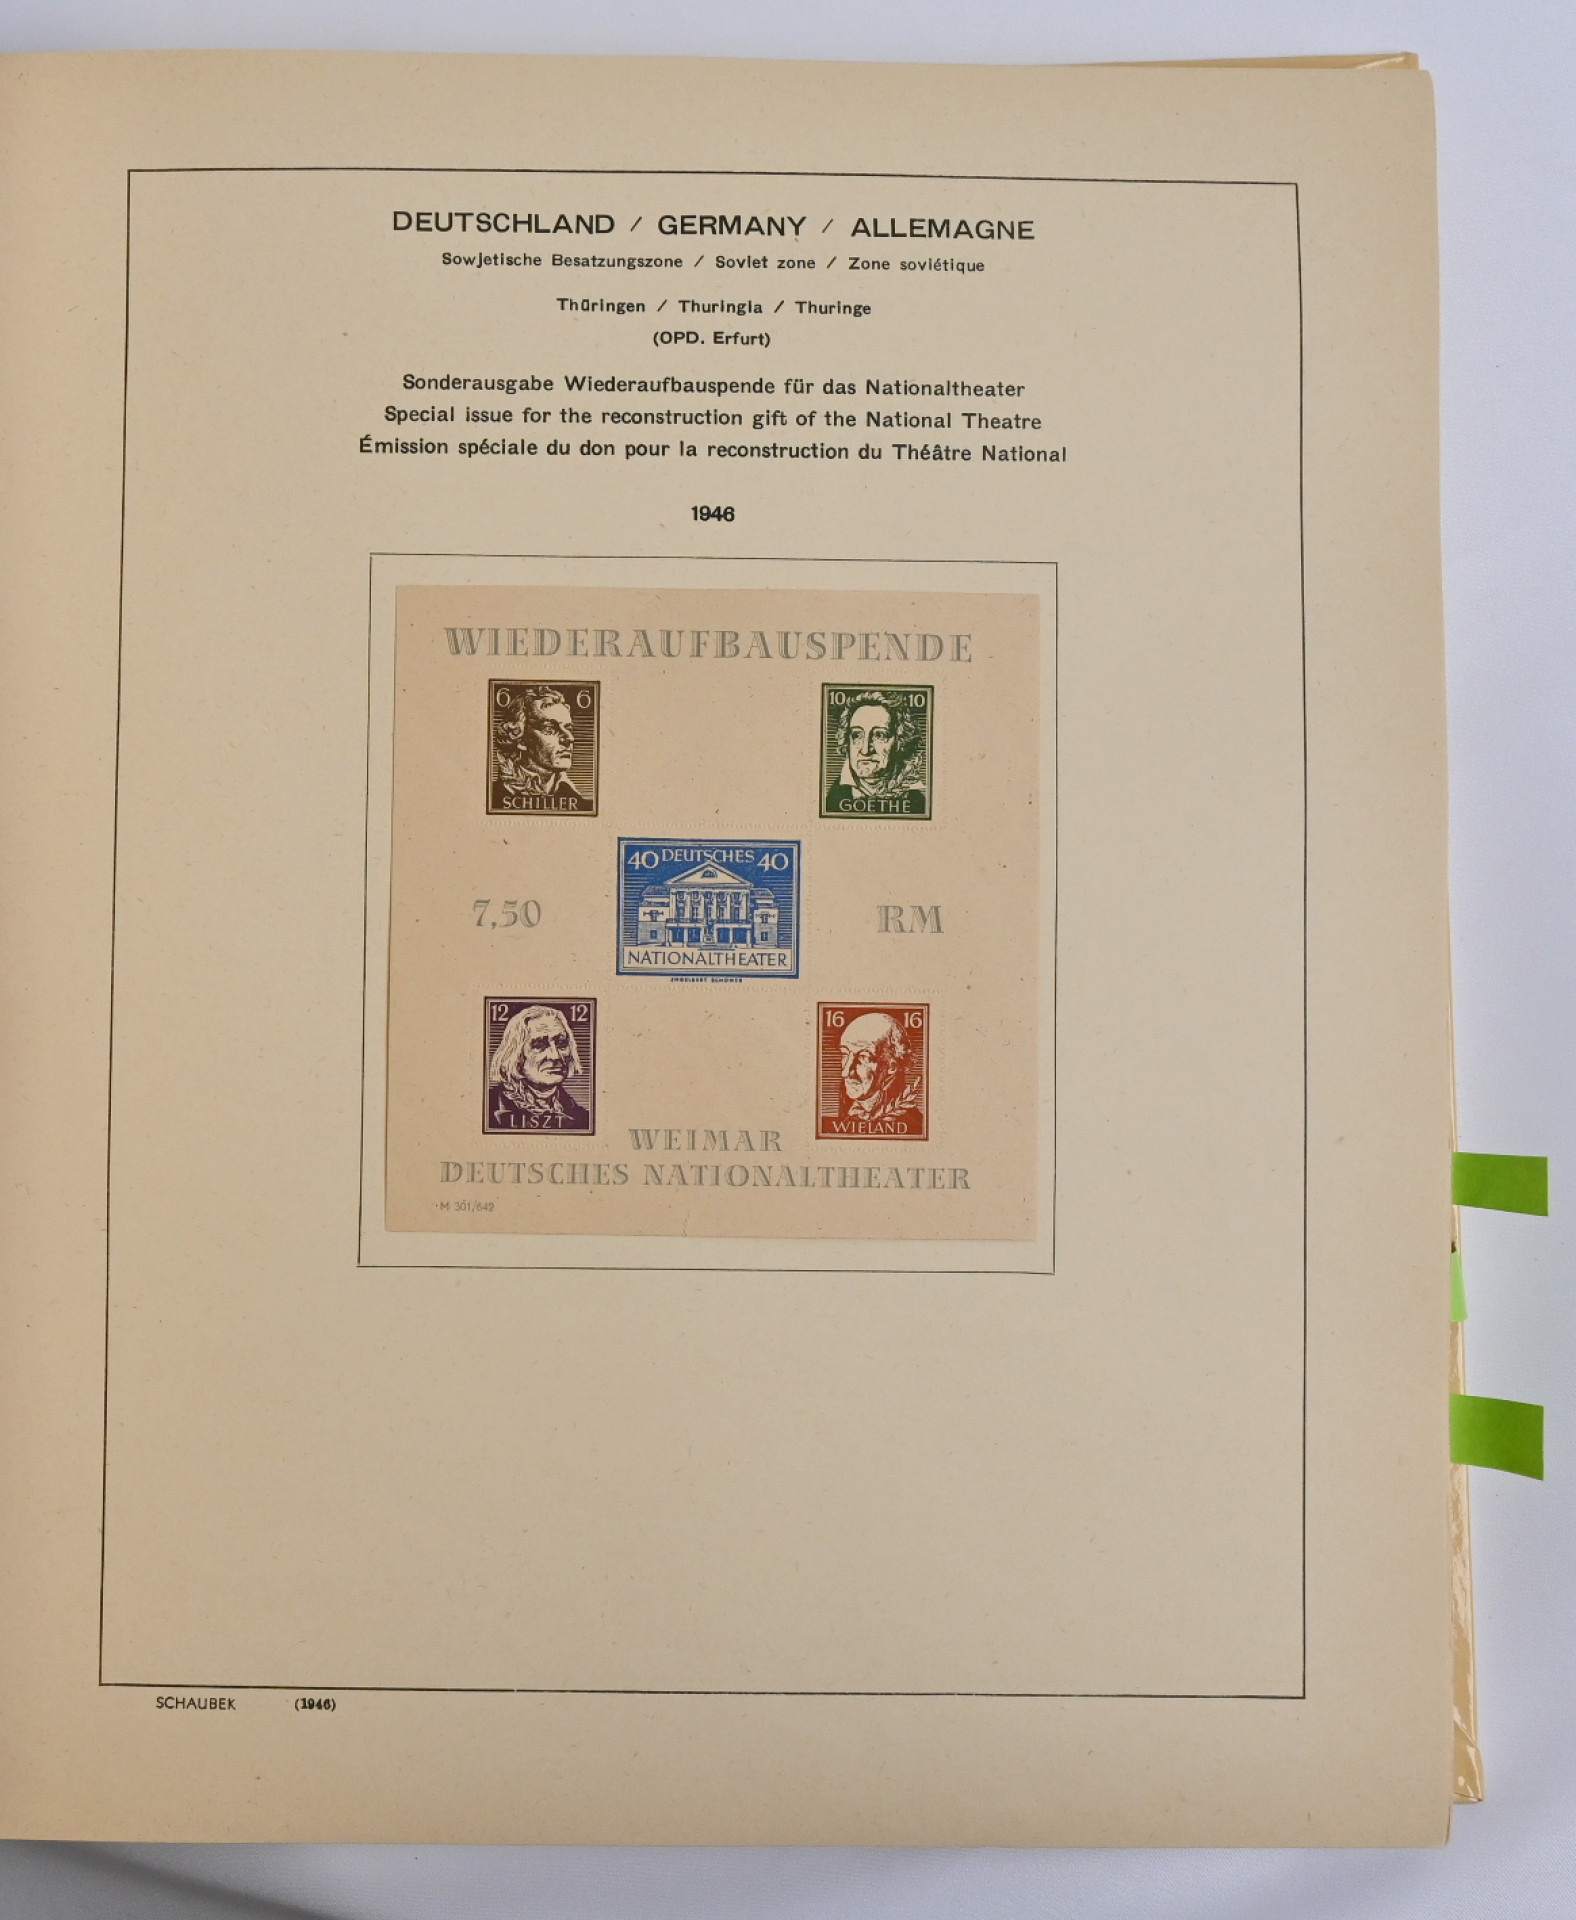 DEUTSCHLAND / GERMANY / ALLEMAGNE
Sowjetische Besatzungszone / Soviet zone / Zone soviétique
Thüringen / Thuringia / Thuringe
(OPD. Erfurt)
Sonderausgabe Wiederaufbauspende für das Nationaltheater
Special issue for the reconstruction gift of the National Theatre
Émission spéciale du don pour la reconstruction du Théâtre National
1946
WIEDERAUFBAUSPENDE
6 6
SCHILLER
10 10
GOETHE
40 DEUTSCHES 40
NATIONALTHEATER
7,50 RM
12 12
LISZT
16 16
WIELAND
WEIMAR
DEUTSCHES NATIONALTHEATER
M 301/642
SCHAUBEK (1946)